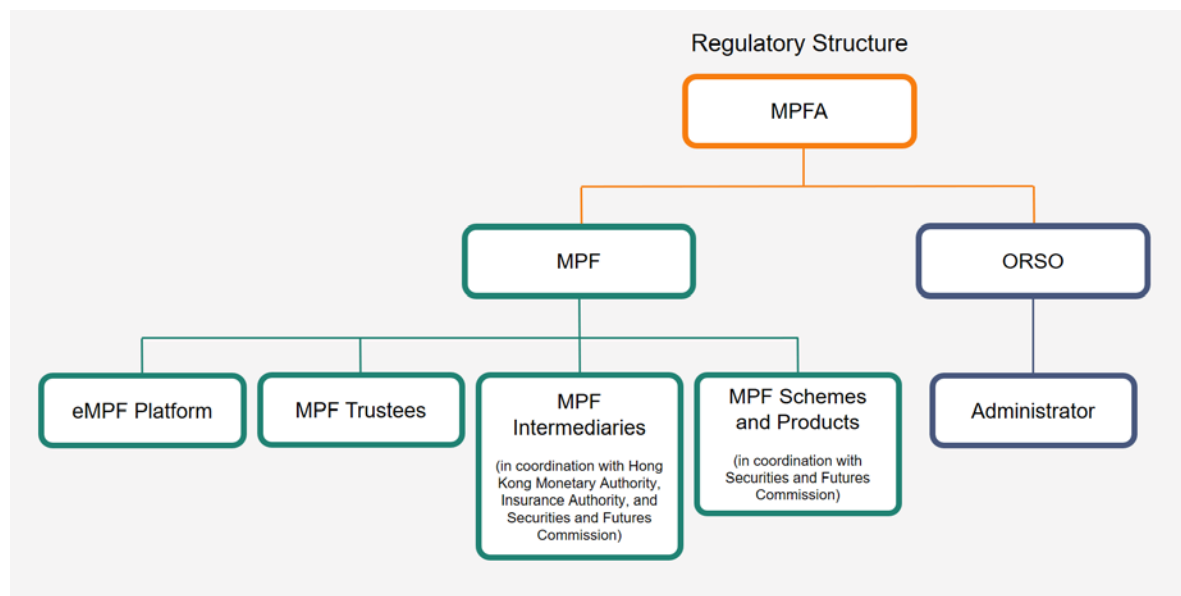 Regulatory Structure
MPFA
MPF
ORSO
eMPF Platform
MPF Trustees
MPF
Intermediaries
(in coordination with Hong
Kong Monetary Authority,
Insurance Authority, and
Securities and Futures
Commission)
MPF Schemes
and Products
(in coordination with
Securities and Futures
Commission)
Administrator